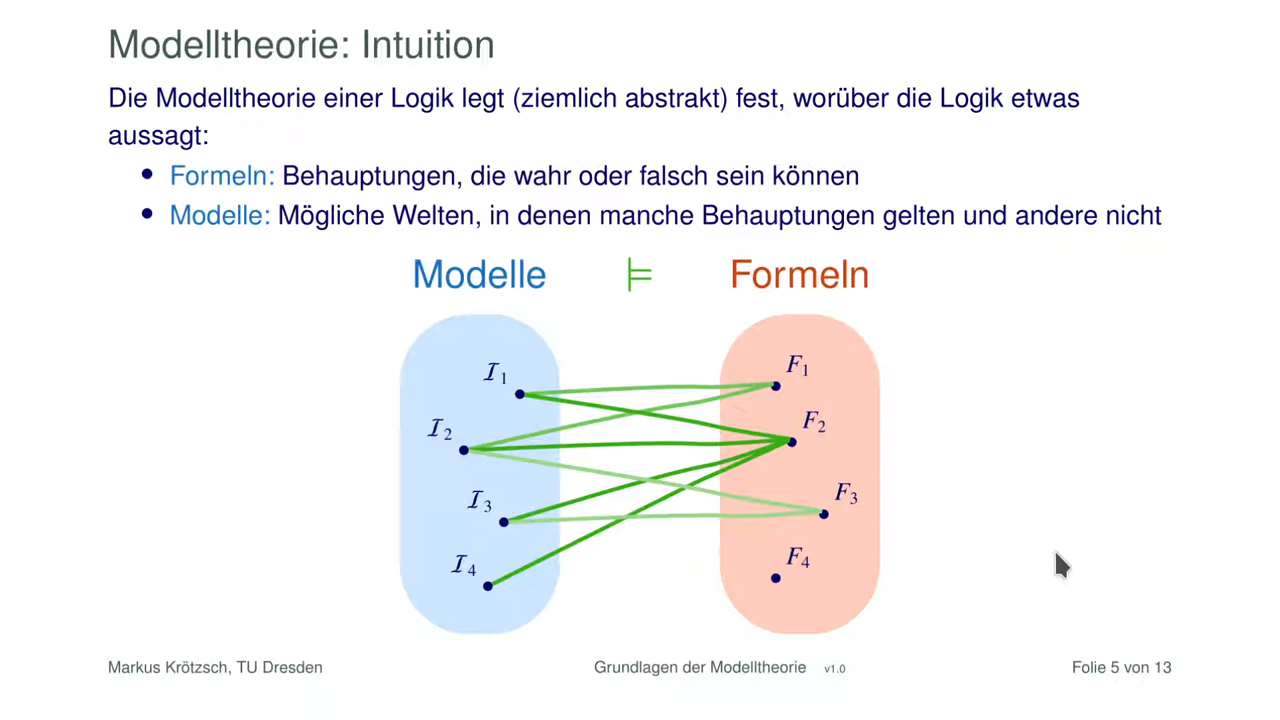 Modelltheorie: Intuition
Die Modelltheorie einer Logik legt (ziemlich abstrakt) fest, worüber die Logik etwas
aussagt:
• Formeln: Behauptungen, die wahr oder falsch sein können
• Modelle: Mögliche Welten, in denen manche Behauptungen gelten und andere nicht
Modelle ⊨ Formeln
I1
F1
I2
F2
I3
F3
I4
F4
Markus Krötzsch, TU Dresden Grundlagen der Modelltheorie v1.0 Folie 5 von 13